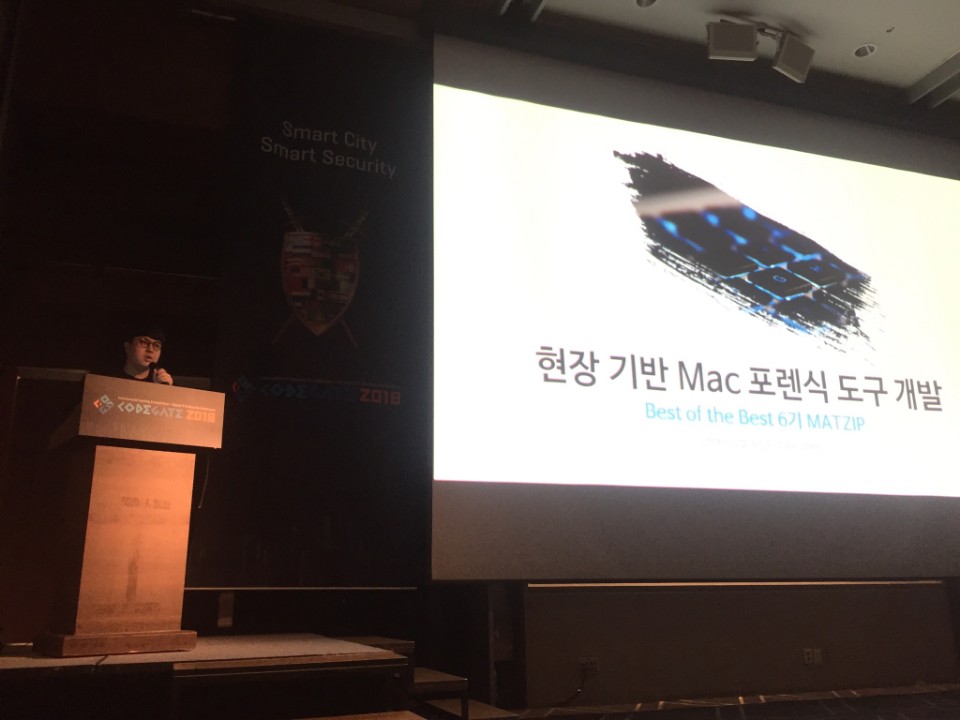 Smart City
Smart Security
CODEGATE 2018
CODEGATE 2018
현장 기반 Mac 포렌식 도구 개발
Best of the Best 6기 MATZIP